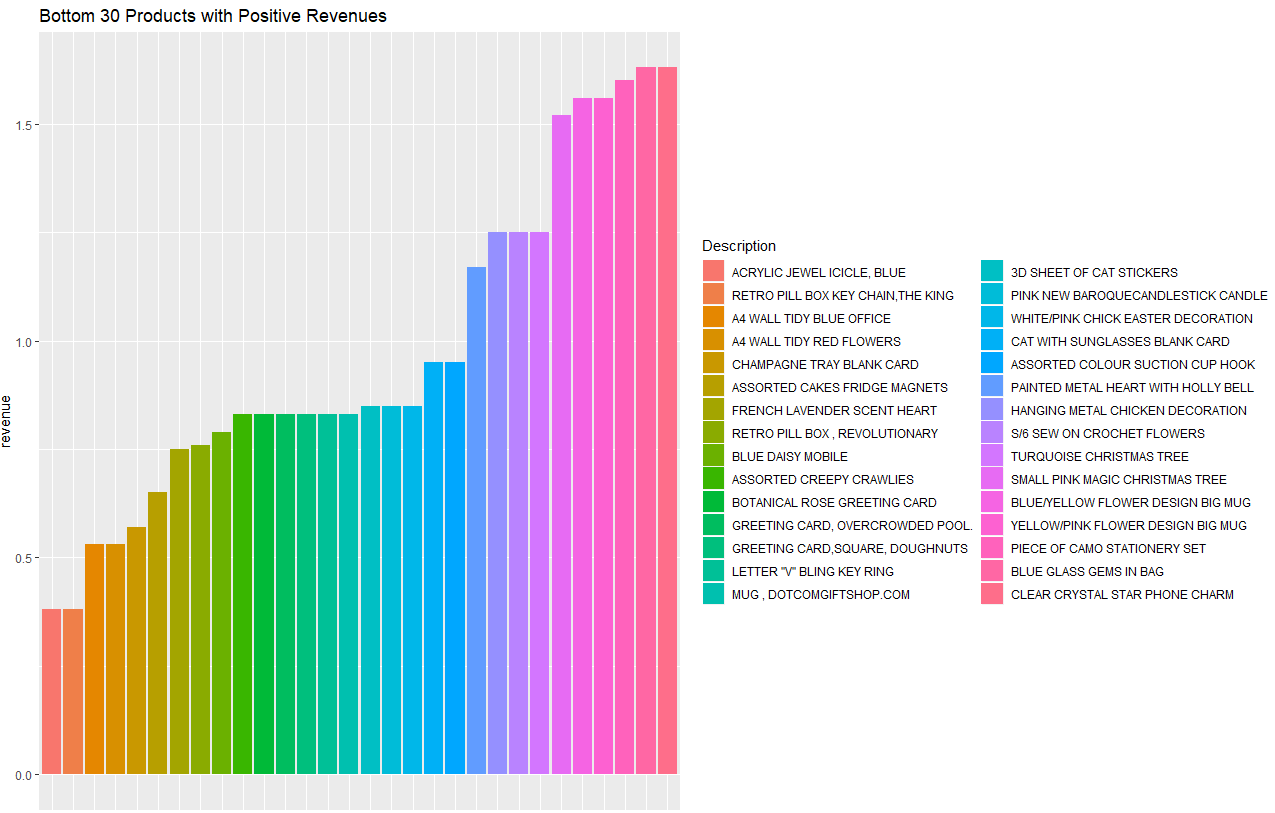 Bottom 30 Products with Positive Revenues
revenue
1.5
1.0
0.5
0.0
Description
ACRYLIC JEWEL ICICLE, BLUE
RETRO PILL BOX KEY CHAIN,THE KING
A4 WALL TIDY BLUE OFFICE
A4 WALL TIDY RED FLOWERS
CHAMPAGNE TRAY BLANK CARD
ASSORTED CAKES FRIDGE MAGNETS
FRENCH LAVENDER SCENT HEART
RETRO PILL BOX , REVOLUTIONARY
BLUE DAISY MOBILE
ASSORTED CREEPY CRAWLIES
BOTANICAL ROSE GREETING CARD
GREETING CARD, OVERCROWDED POOL.
GREETING CARD,SQUARE, DOUGHNUTS
LETTER "V" BLING KEY RING
MUG , DOTCOMGIFTSHOP.COM
3D SHEET OF CAT STICKERS
PINK NEW BAROQUECANDLESTICK CANDLE
WHITE/PINK CHICK EASTER DECORATION
CAT WITH SUNGLASSES BLANK CARD
ASSORTED COLOUR SUCTION CUP HOOK
PAINTED METAL HEART WITH HOLLY BELL
HANGING METAL CHICKEN DECORATION
S/6 SEW ON CROCHET FLOWERS
TURQUOISE CHRISTMAS TREE
SMALL PINK MAGIC CHRISTMAS TREE
BLUE/YELLOW FLOWER DESIGN BIG MUG
YELLOW/PINK FLOWER DESIGN BIG MUG
PIECE OF CAMO STATIONERY SET
BLUE GLASS GEMS IN BAG
CLEAR CRYSTAL STAR PHONE CHARM